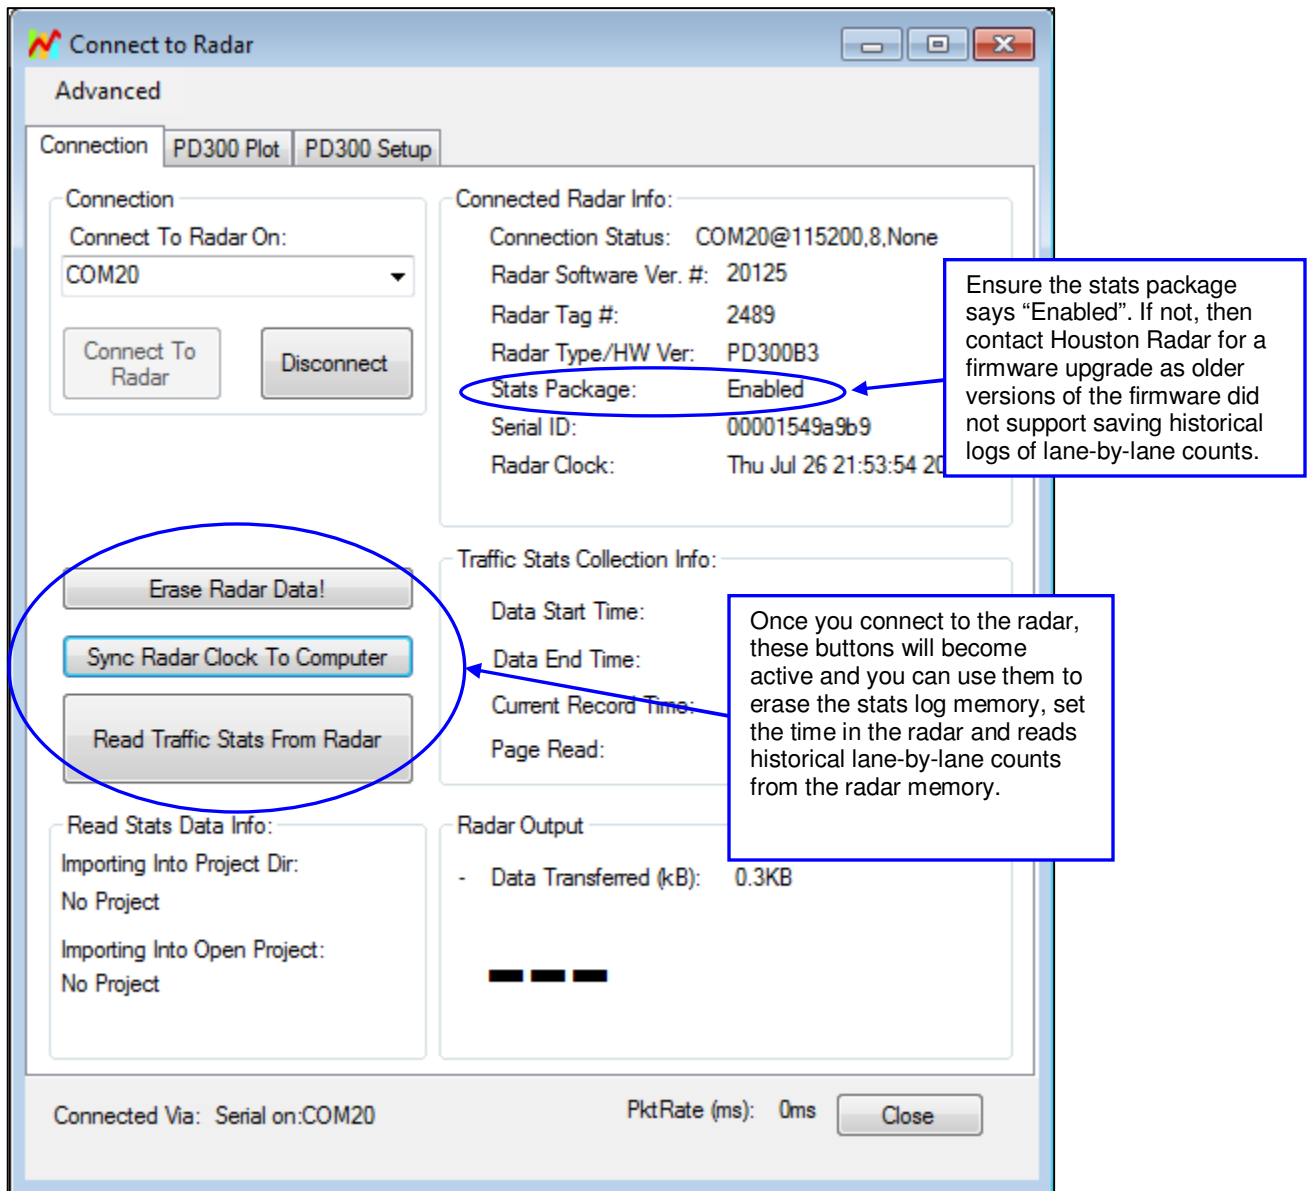 Connect to Radar
Advanced
Connection
PD300 Plot
PD300 Setup
Connection
Connect To Radar On:
COM20
Connect To
Radar
Disconnect
Connected Radar Info:
Connection Status: COM20@115200,8,None
Radar Software Ver. #: 20125
Radar Tag #: 2489
Radar Type/HW Ver: PD300B3
Stats Package: Enabled
Serial ID: 00001549a9b9
Radar Clock: Thu Jul 26 21:53:54 20
Ensure the stats package
says “Enabled”. If not, then
contact Houston Radar for a
firmware upgrade as older
versions of the firmware did
not support saving historical
logs of lane-by-lane counts.
Erase Radar Data!
Sync Radar Clock To Computer
Read Traffic Stats From Radar
Traffic Stats Collection Info:
Data Start Time:
Data End Time:
Current Record Time:
Page Read:
Once you connect to the radar,
these buttons will become
active and you can use them to
erase the stats log memory, set
the time in the radar and reads
historical lane-by-lane counts
from the radar memory.
Read Stats Data Info:
Importing Into Project Dir:
No Project
Importing Into Open Project:
No Project
Radar Output
- Data Transferred (kB): 0.3KB
Connected Via: Serial on:COM20
PktRate (ms): 0ms
Close